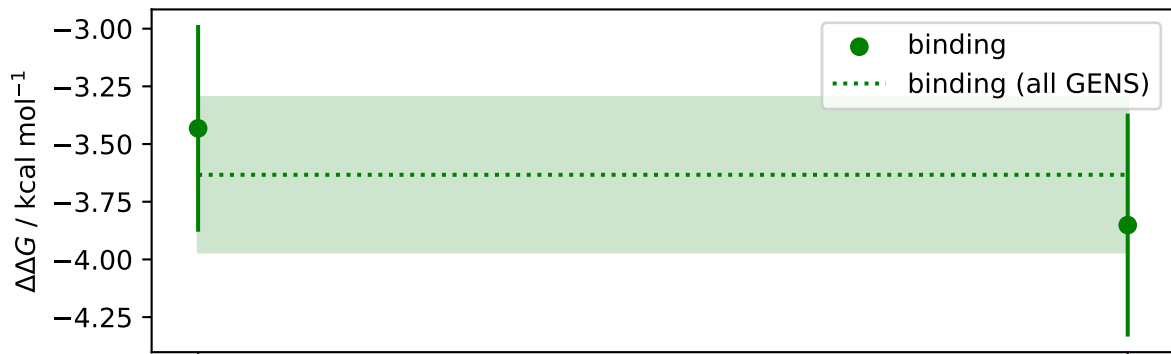 −3.00
−3.25
−3.50
−3.75
−4.00
−4.25
ΔΔG / kcal mol⁻¹
binding
binding (all GENS)